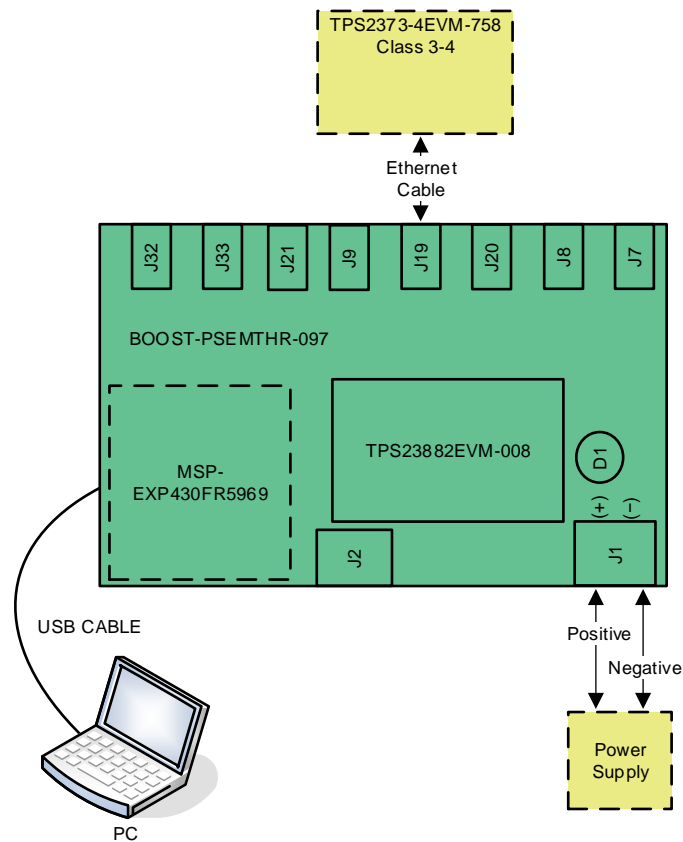 TPS2373-4EVM-758
Class 3-4
Ethernet
Cable
J32
J33
J21
J9
J19
J20
J8
J7
BOOST-PSEMTHR-097
MSP-
EXP430FR5969
TPS23882EVM-008
D1
(+)
(−)
J2
J1
USB CABLE
Positive
Negative
Power
Supply
PC